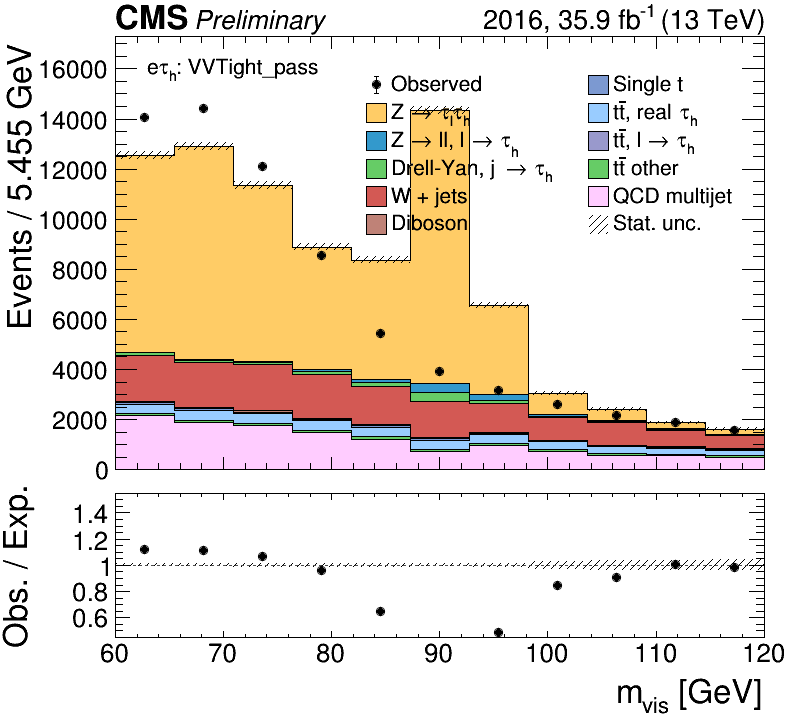 CMS Preliminary 2016, 35.9 fb⁻¹ (13 TeV)
eτₕ: VVTight_pass
Observed
Z → τₗτₕ
Z → ll, l → τₕ
Drell-Yan, j → τₕ
W + jets
Diboson
Single t
tt̄, real τₕ
tt̄, l → τₕ
tt̄ other
QCD multijet
Stat. unc.
Events / 5.455 GeV
16000
14000
12000
10000
8000
6000
4000
2000
0
Obs. / Exp.
1.4
1.2
1
0.8
0.6
60 70 80 90 100 110 120
m_vis [GeV]